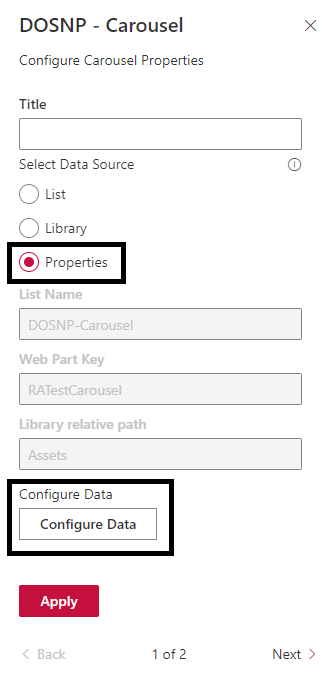 DOSNP - Carousel
Configure Carousel Properties
Title
Select Data Source
List
Library
Properties
List Name
DOSNP-Carousel
Web Part Key
RATestCarousel
Library relative path
Assets
Configure Data
Configure Data
Apply
Back 1 of 2 Next